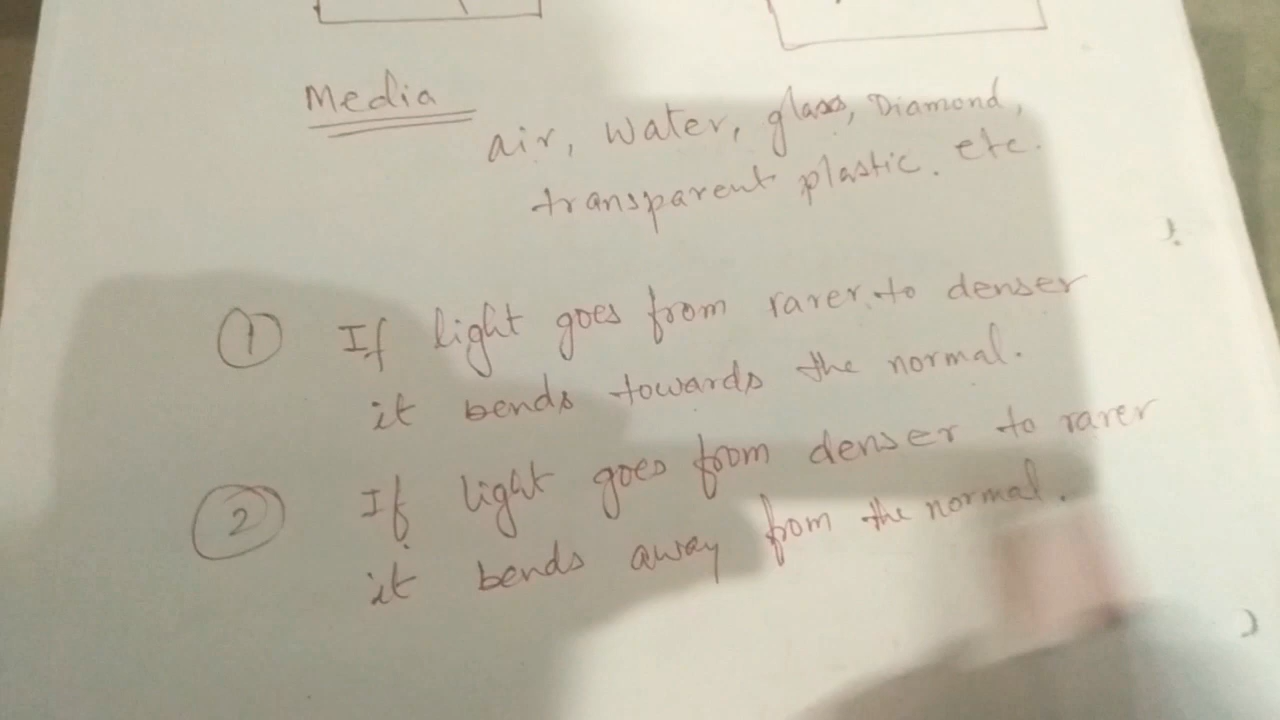 Media
air, water, glass, Diamond,
transparent plastic. etc.
1 If light goes from rarer to denser
it bends towards the normal.
2 If light goes from denser to rarer
it bends away from the normal.